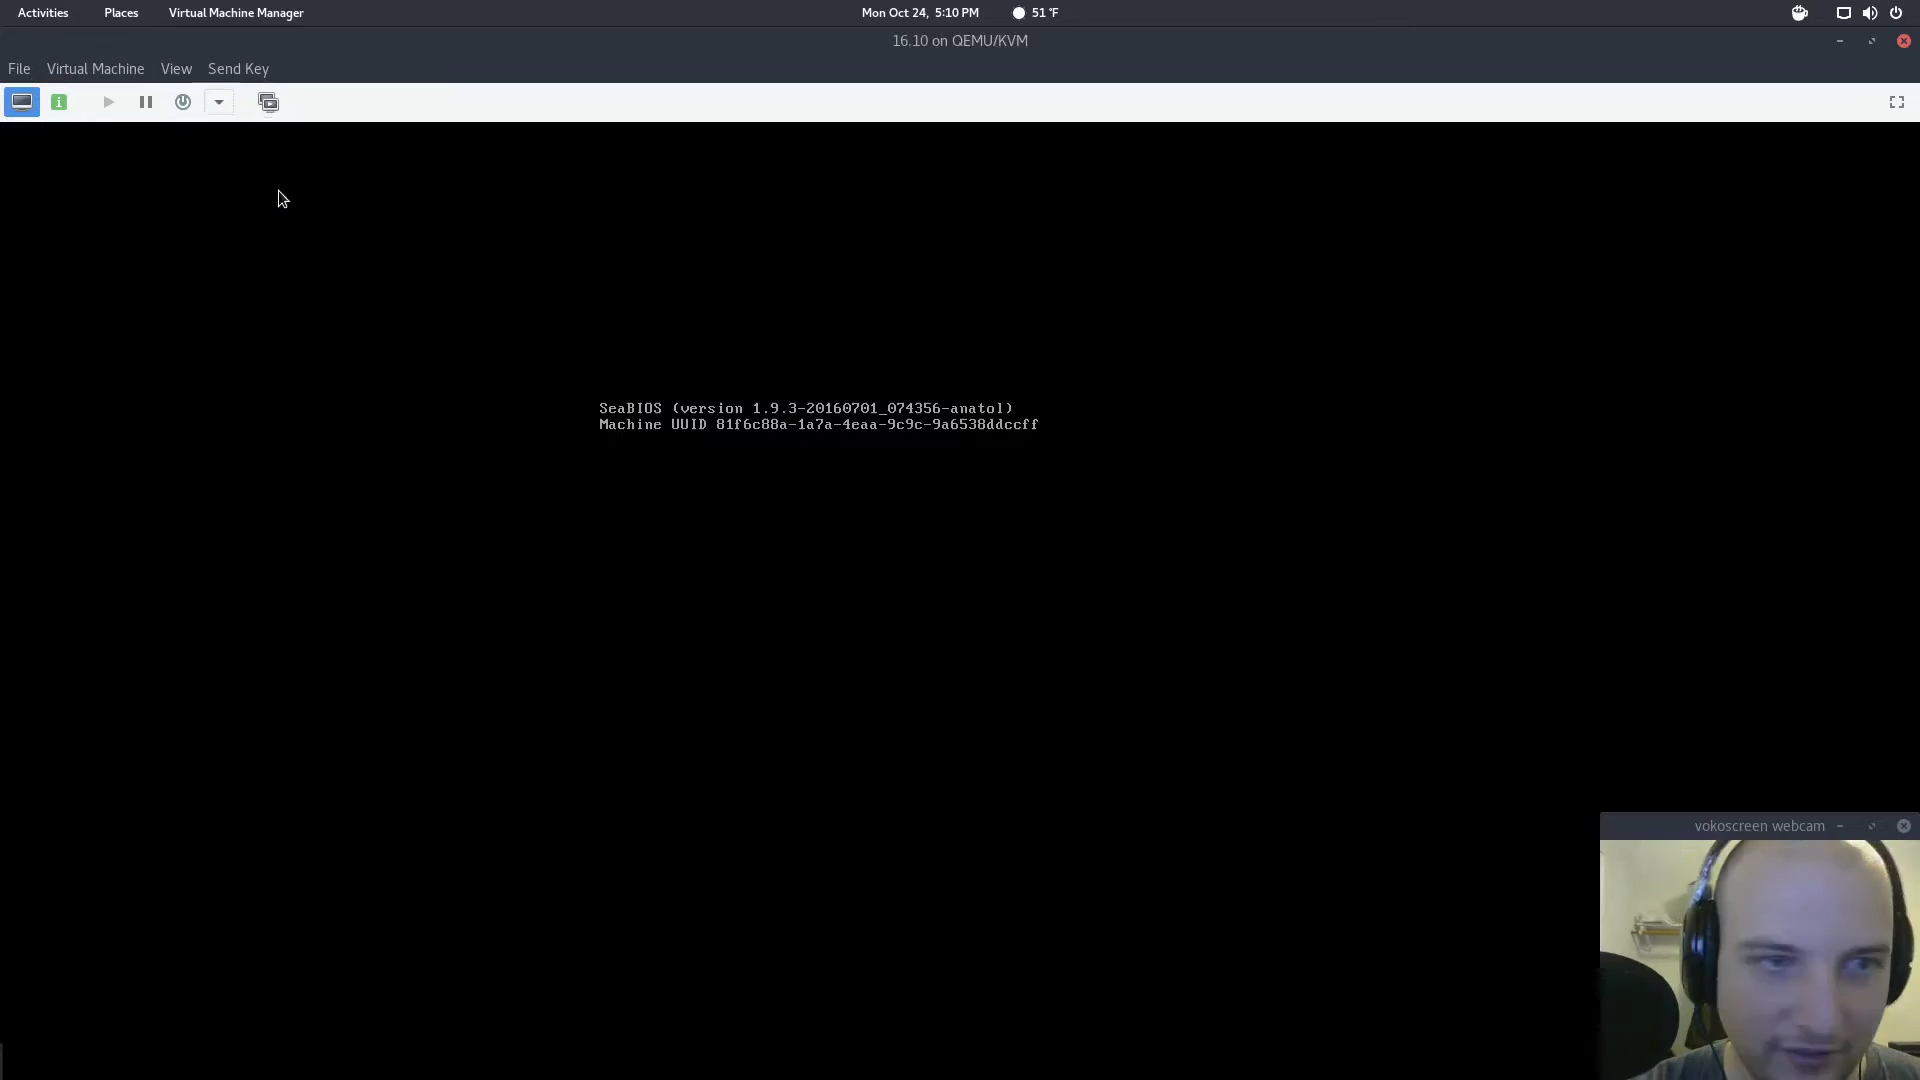 Activities Places Virtual Machine Manager Mon Oct 24, 5:10 PM 51 °F
16.10 on QEMU/KVM
File Virtual Machine View Send Key
SeaBIOS (version 1.9.3-20160701_074356-anatol)
Machine UUID 81f6c88a-1a7a-4eaa-9c9c-9a6538ddccff
vokoscreen webcam